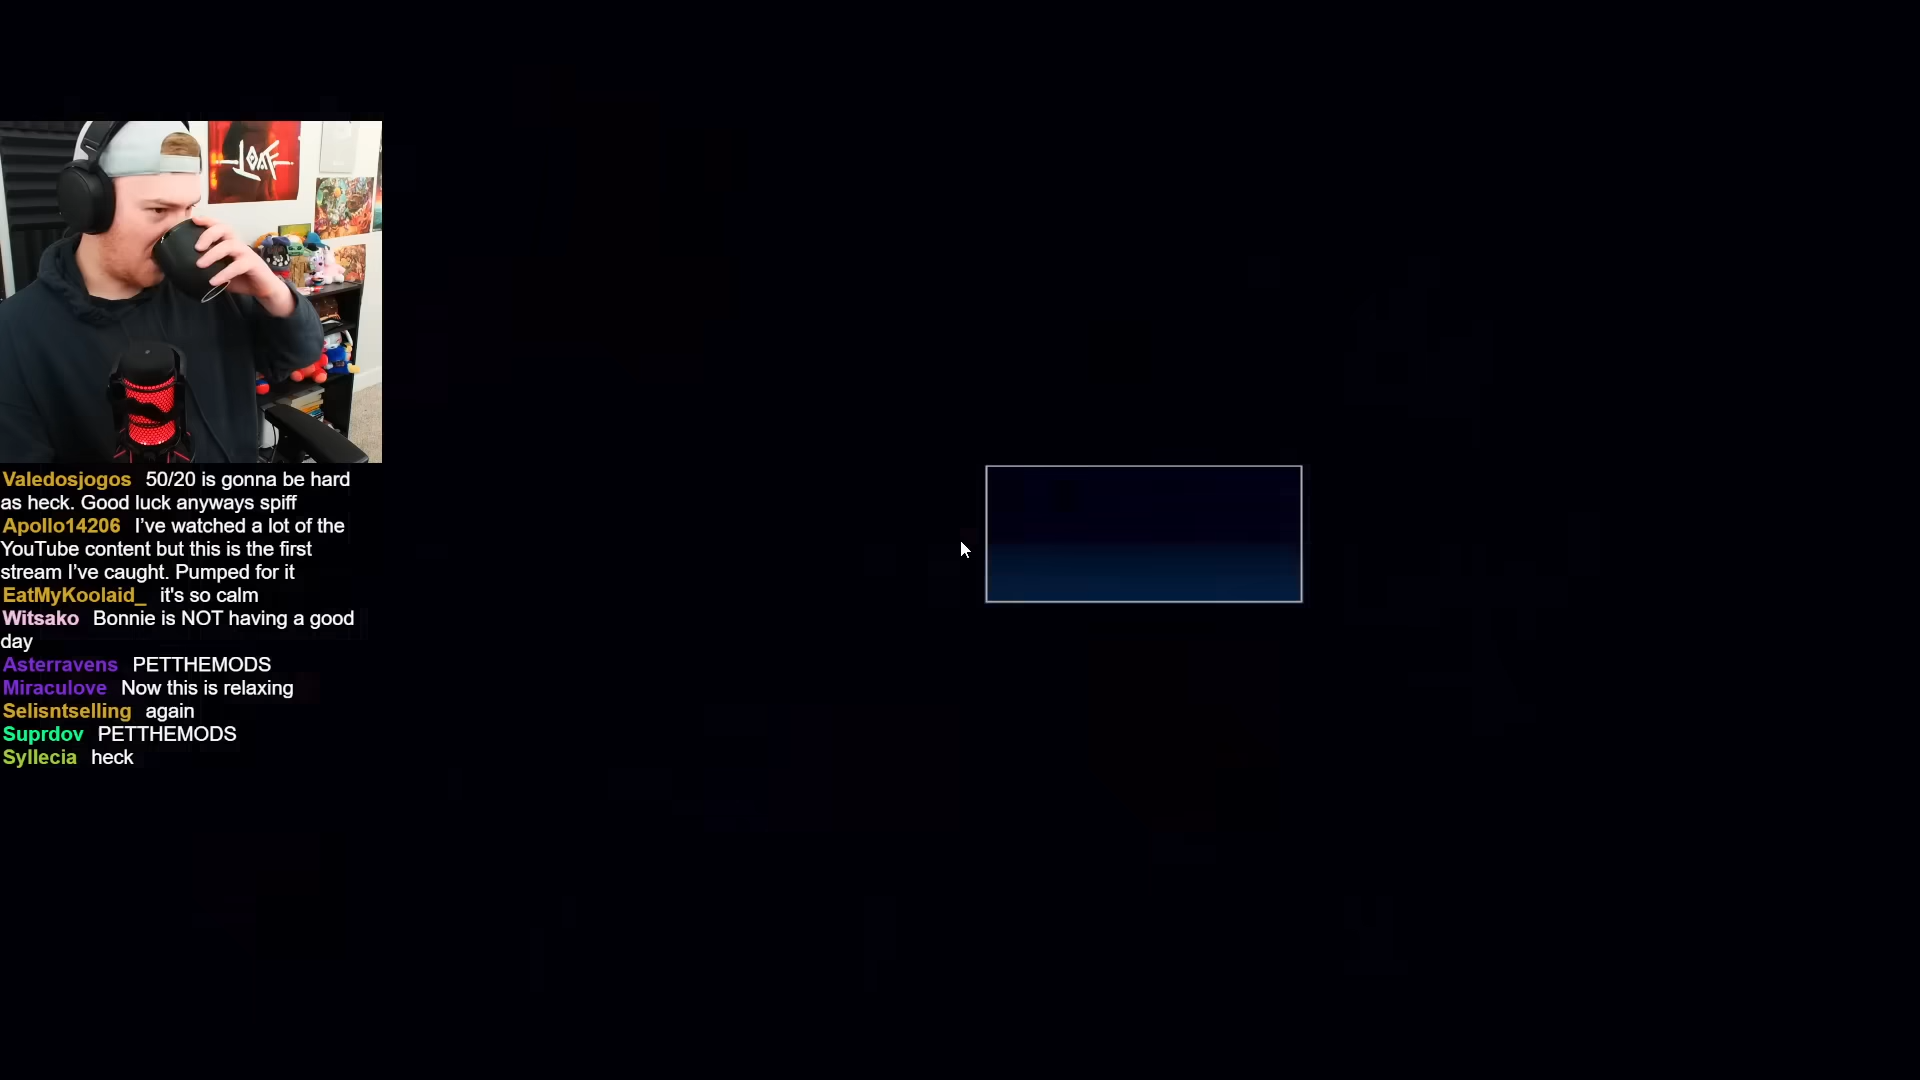 LOAF
Valedosjogos 50/20 is gonna be hard
as heck. Good luck anyways spiff
Apollo14206 I've watched a lot of the
YouTube content but this is the first
stream I've caught. Pumped for it
EatMyKoolaid_ it's so calm
Witsako Bonnie is NOT having a good
day
Asterravens PETTHEMODS
Miraculove Now this is relaxing
Selisntselling again
Suprdov PETTHEMODS
Syllecia heck